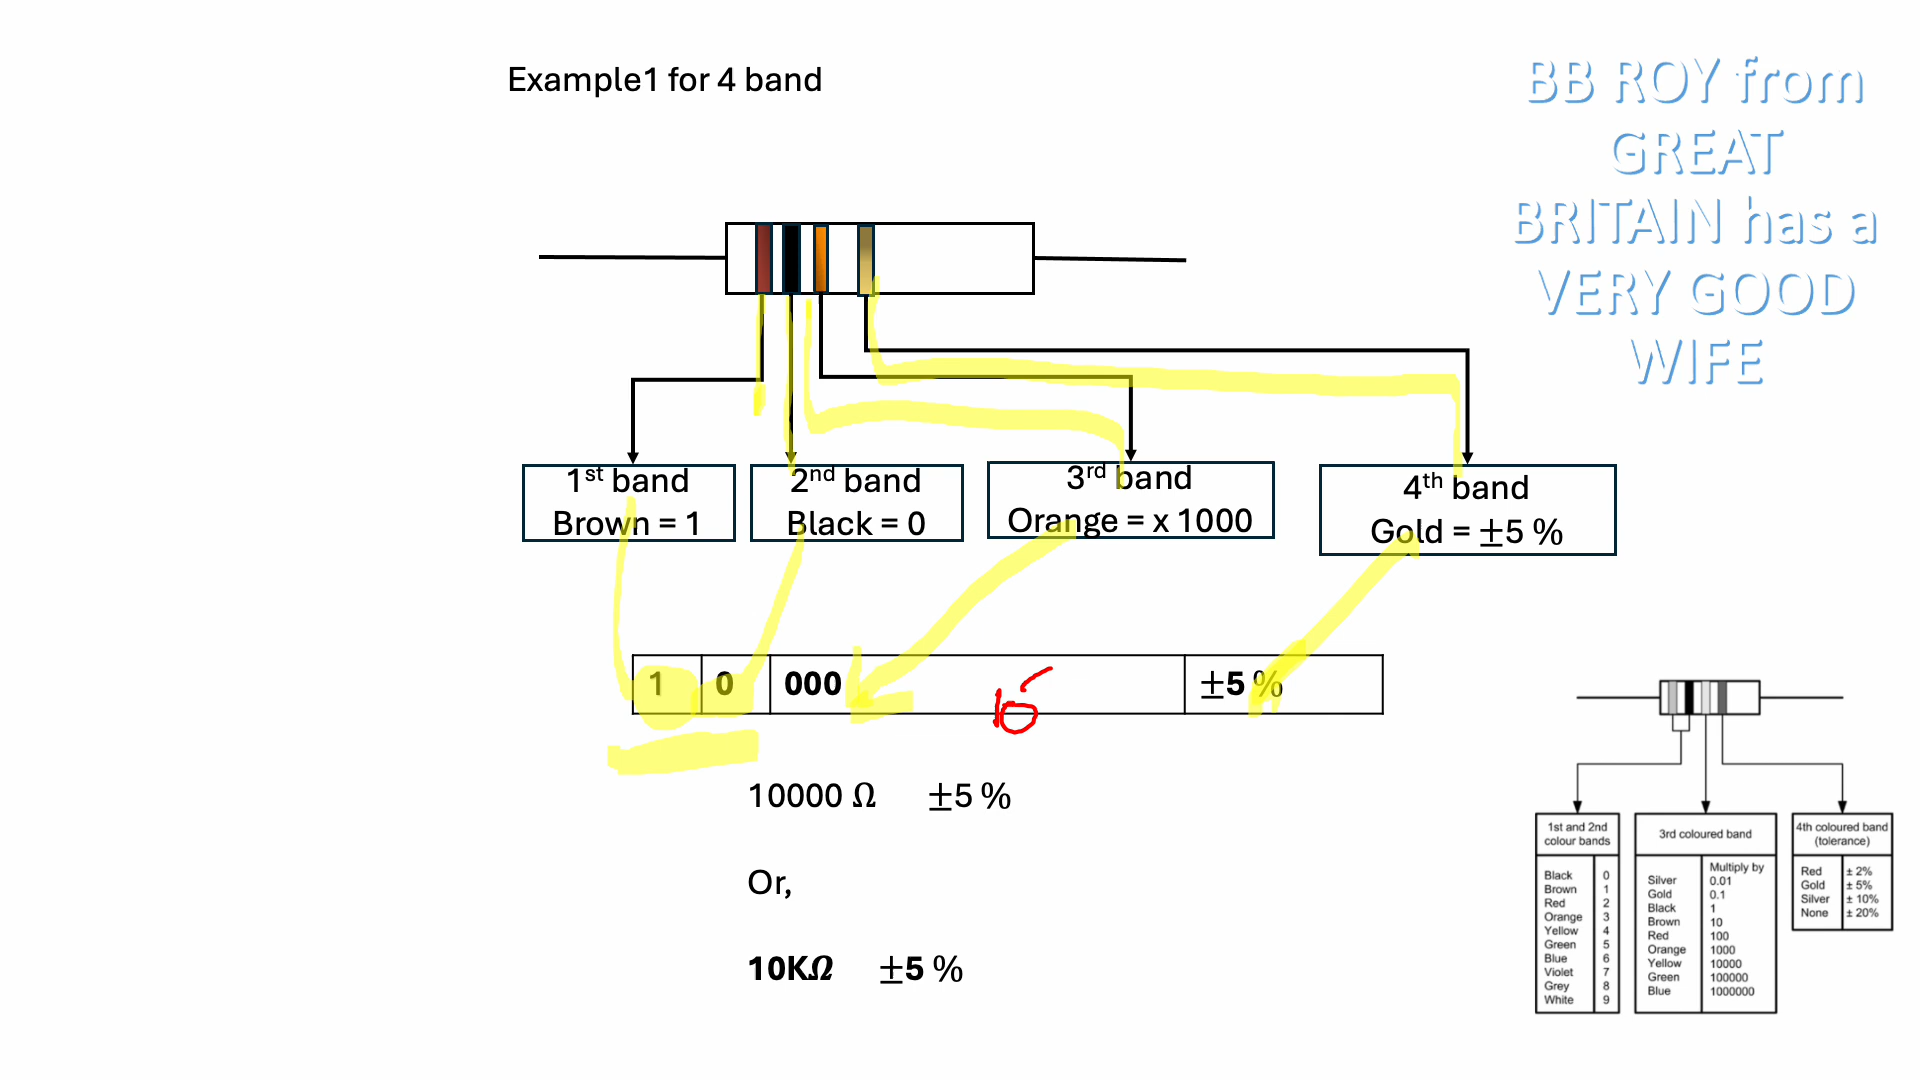 Example1 for 4 band
BB ROY from
GREAT
BRITAIN has a
VERY GOOD
WIFE
1st band
Brown = 1
2nd band
Black = 0
3rd band
Orange = x 1000
4th band
Gold = ±5 %
1 0 000 ±5 %
10000 Ω ±5 %
Or,
10KΩ ±5 %
1st and 2nd
colour bands
Black 0
Brown 1
Red 2
Orange 3
Yellow 4
Green 5
Blue 6
Violet 7
Grey 8
White 9
3rd coloured band
Multiply by
Silver 0.01
Gold 0.1
Black 1
Brown 10
Red 100
Orange 1000
Yellow 10000
Green 100000
Blue 1000000
4th coloured band
(tolerance)
Red ± 2%
Gold ± 5%
Silver ± 10%
None ± 20%